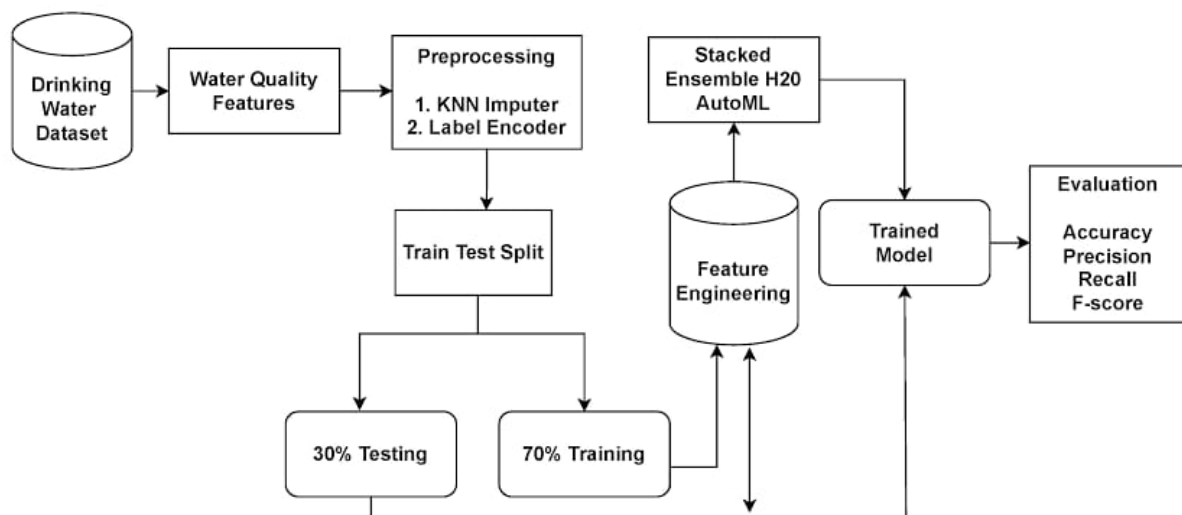 Drinking
Water
Dataset
Water Quality
Features
Preprocessing
1. KNN Imputer
2. Label Encoder
Train Test Split
30% Testing
70% Training
Feature
Engineering
Stacked
Ensemble H20
AutoML
Trained
Model
Evaluation
Accuracy
Precision
Recall
F-score